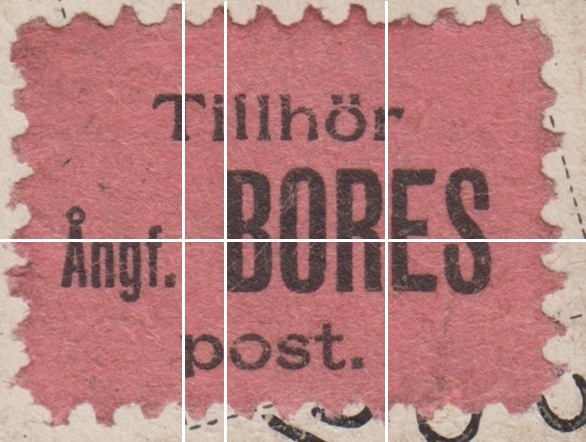 Tillhör
Ångf. BORES
post.